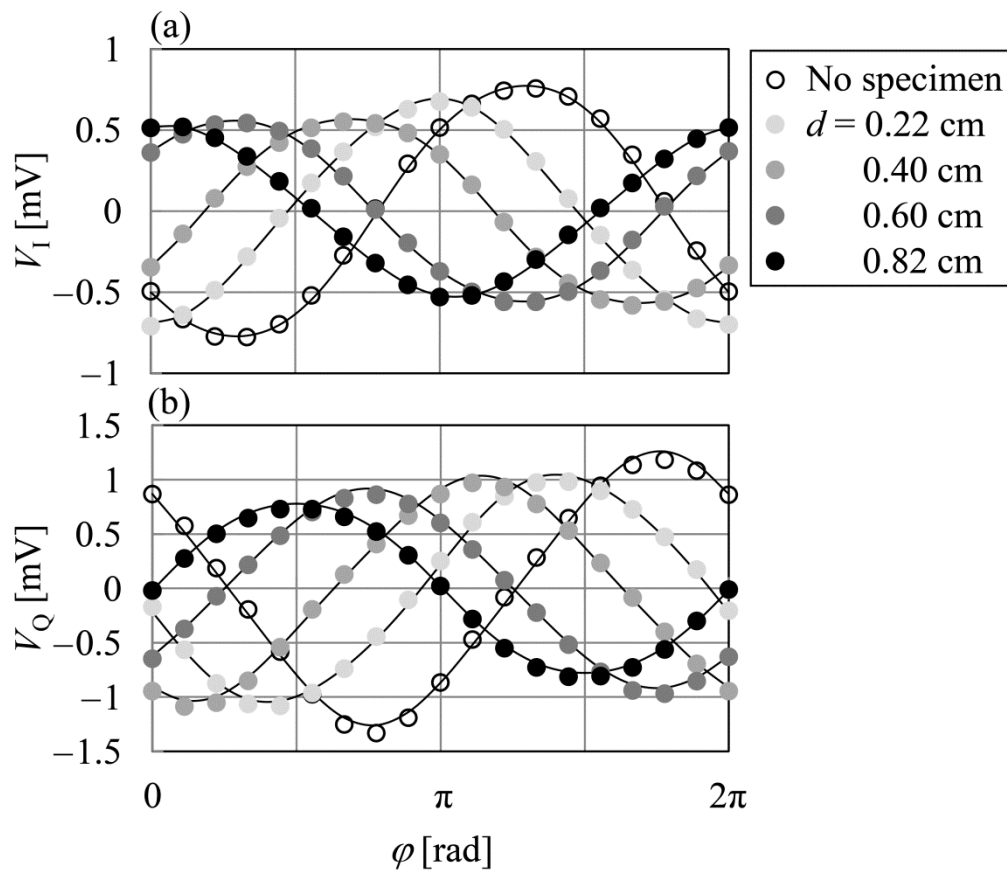 (a)
1
0.5
0
−0.5
−1
V_I [mV]
No specimen
d = 0.22 cm
0.40 cm
0.60 cm
0.82 cm
(b)
1.5
1
0.5
0
−0.5
−1
−1.5
V_Q [mV]
0 π 2π
φ [rad]